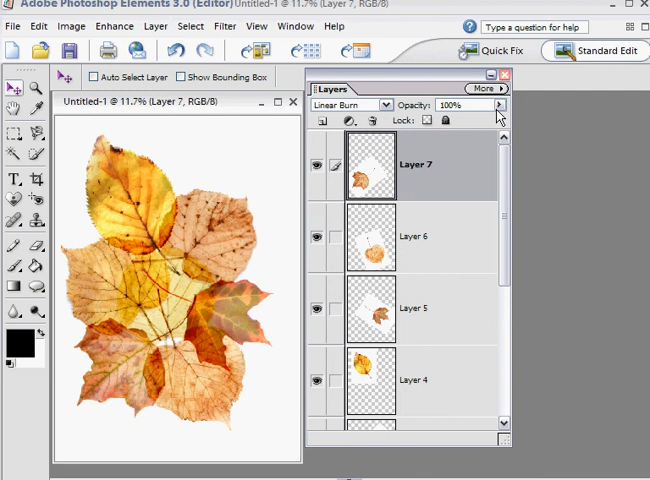 Adobe Photoshop Elements 3.0 (Editor) Untitled-1 @ 11.7% (Layer 7, RGB/8)
File Edit Image Enhance Layer Select Filter View Window Help
Type a question for help
Quick Fix
Standard Edit
Auto Select Layer
Show Bounding Box
Untitled-1 @ 11.7% (Layer 7, RGB/8)
Layers
More
Linear Burn
Opacity: 100%
Lock:
Layer 7
Layer 6
Layer 5
Layer 4
T